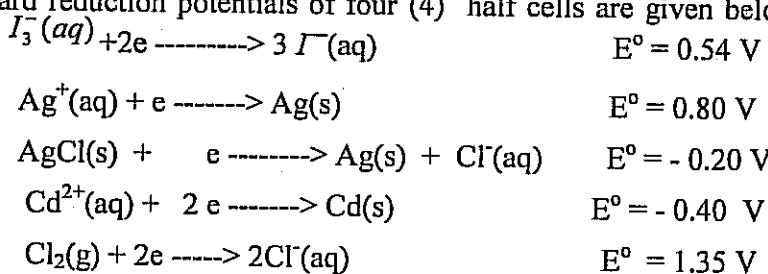 reduction potentials of four (4) half cells are given
I₃⁻(aq) +2e ---------> 3 I⁻(aq) E° = 0.54 V
Ag⁺(aq) + e -------> Ag(s) E° = 0.80 V
AgCl(s) + e --------> Ag(s) + Cl⁻(aq) E° = - 0.20 V
Cd²⁺(aq) + 2 e -------> Cd(s) E° = - 0.40 V
Cl₂(g) + 2e -----> 2Cl⁻(aq) E° = 1.35 V